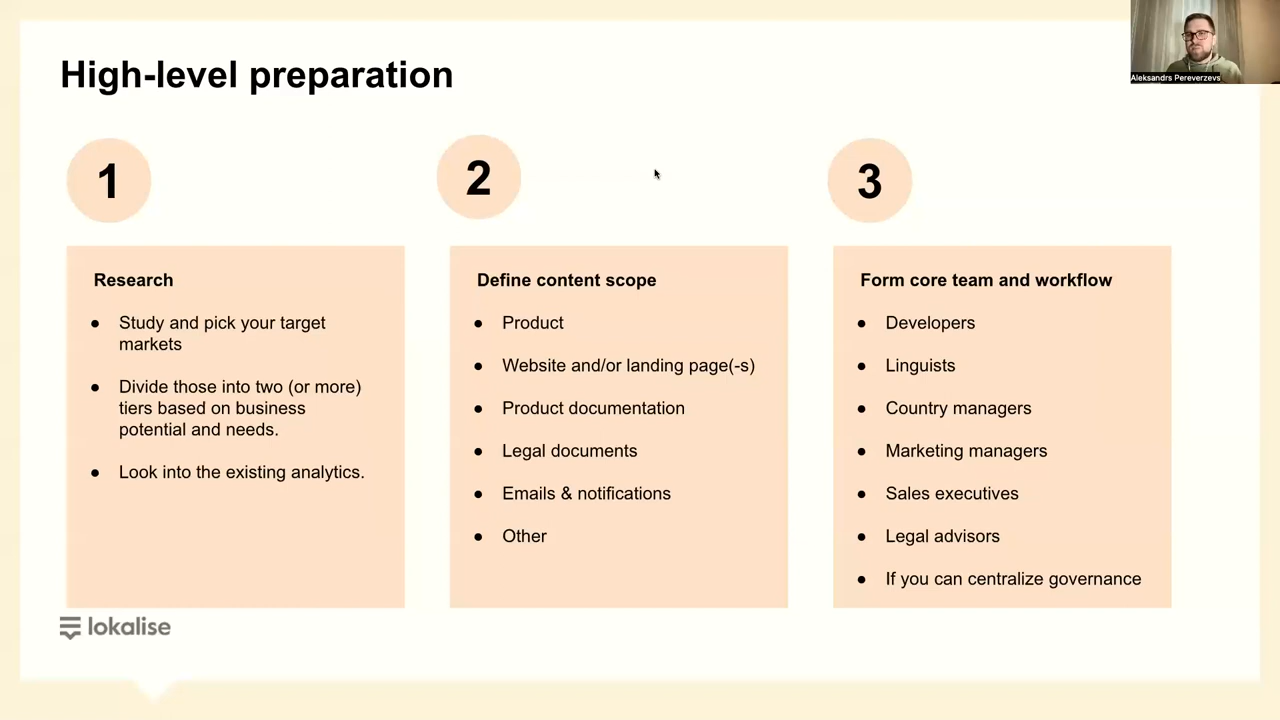 High-level preparation
Aleksandrs Pereverzevs
1
2
3
Research
● Study and pick your target
markets
● Divide those into two (or more)
tiers based on business
potential and needs.
● Look into the existing analytics.
Define content scope
● Product
● Website and/or landing page(-s)
● Product documentation
● Legal documents
● Emails & notifications
● Other
Form core team and workflow
● Developers
● Linguists
● Country managers
● Marketing managers
● Sales executives
● Legal advisors
● If you can centralize governance
lokalise